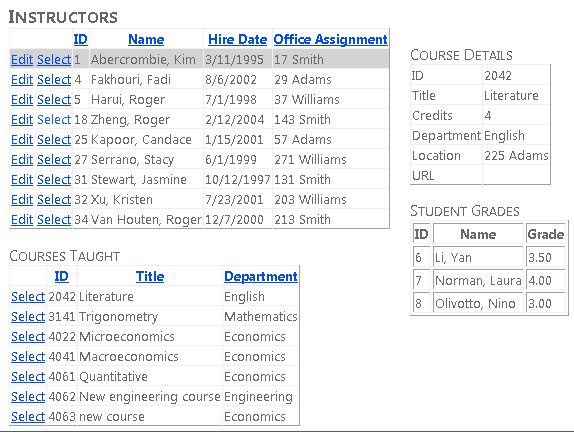 Instructors
ID Name Hire Date Office Assignment
Edit Select 1 Abercrombie, Kim 3/11/1995 17 Smith
Edit Select 4 Fakhouri, Fadi 8/6/2002 29 Adams
Edit Select 5 Harui, Roger 7/1/1998 37 Williams
Edit Select 18 Zheng, Roger 2/12/2004 143 Smith
Edit Select 25 Kapoor, Candace 1/15/2001 57 Adams
Edit Select 27 Serrano, Stacy 6/1/1999 271 Williams
Edit Select 31 Stewart, Jasmine 10/12/1997 131 Smith
Edit Select 32 Xu, Kristen 7/23/2001 203 Williams
Edit Select 34 Van Houten, Roger 12/7/2000 213 Smith
Courses Taught
ID Title Department
Select 2042 Literature English
Select 3141 Trigonometry Mathematics
Select 4022 Microeconomics Economics
Select 4041 Macroeconomics Economics
Select 4061 Quantitative Economics
Select 4062 New engineering course Engineering
Select 4063 new course Economics
Course Details
ID 2042
Title Literature
Credits 4
Department English
Location 225 Adams
URL
Student Grades
ID Name Grade
6 Li, Yan 3.50
7 Norman, Laura 4.00
8 Olivotto, Nino 3.00